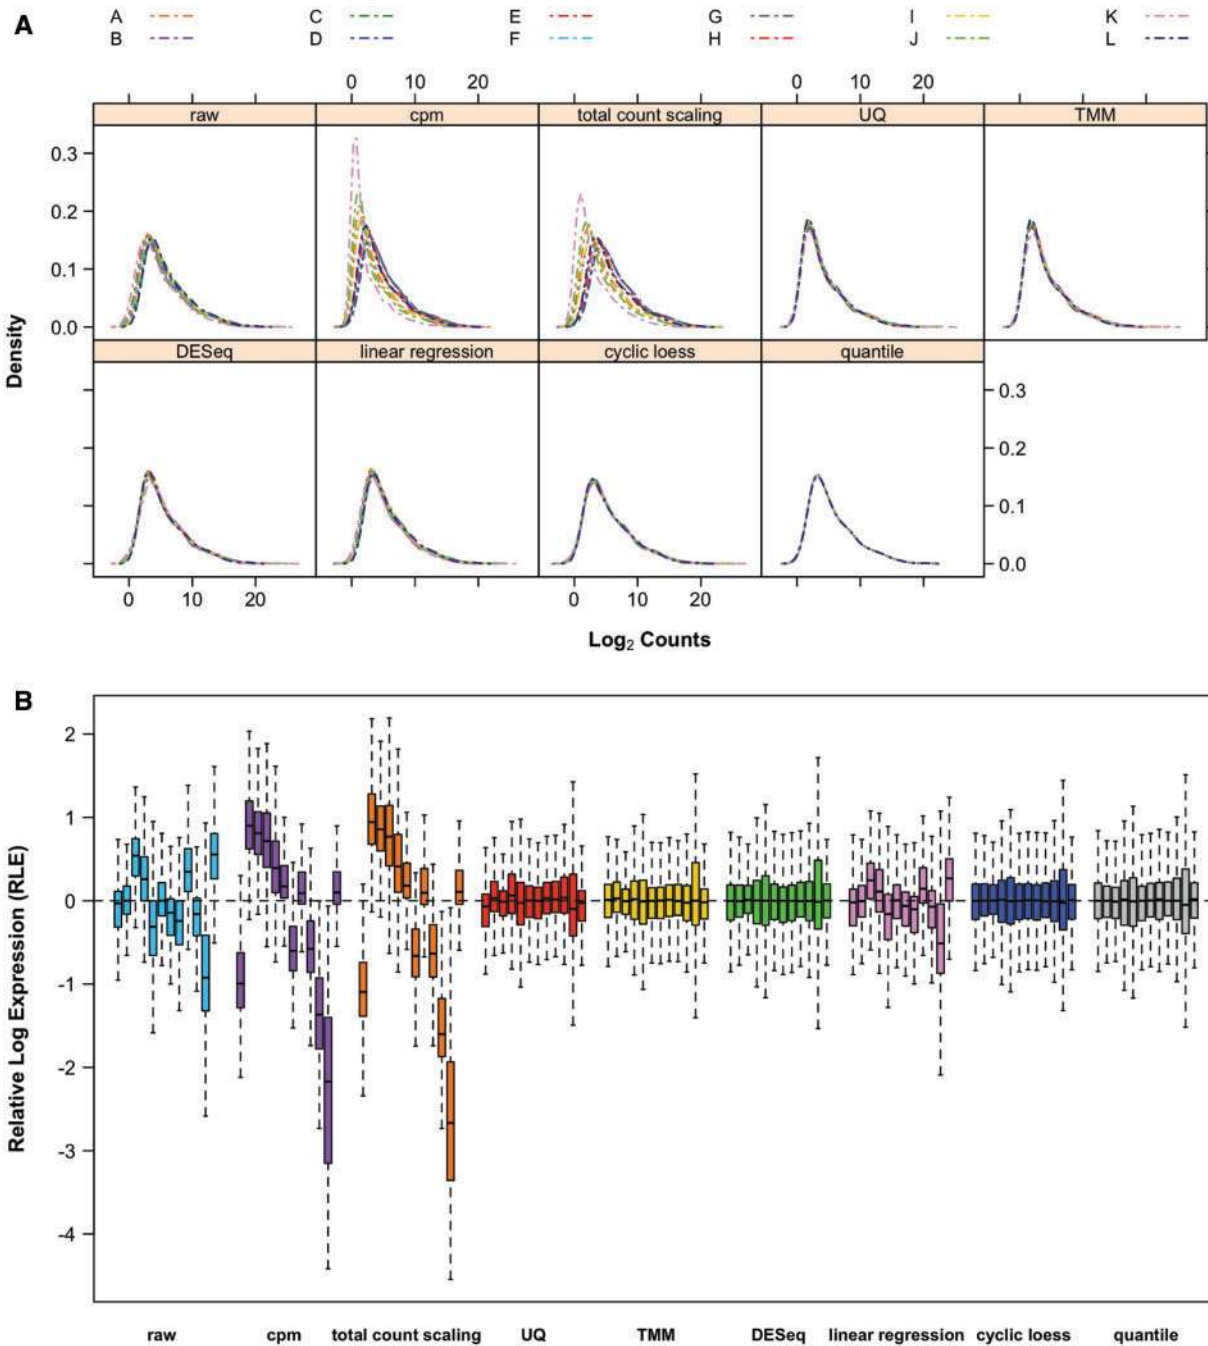 A
A C E G I K
B D F H J L
0 10 20 0 10 20
raw cpm total count scaling UQ TMM
0.3
0.2
0.1
0.0
Density
DESeq linear regression cyclic loess quantile
0.3
0.2
0.1
0.0
0 10 20 0 10 20
Log2 Counts
B
Relative Log Expression (RLE)
2
1
0
-1
-2
-3
-4
raw cpm total count scaling UQ TMM DESeq linear regression cyclic loess quantile